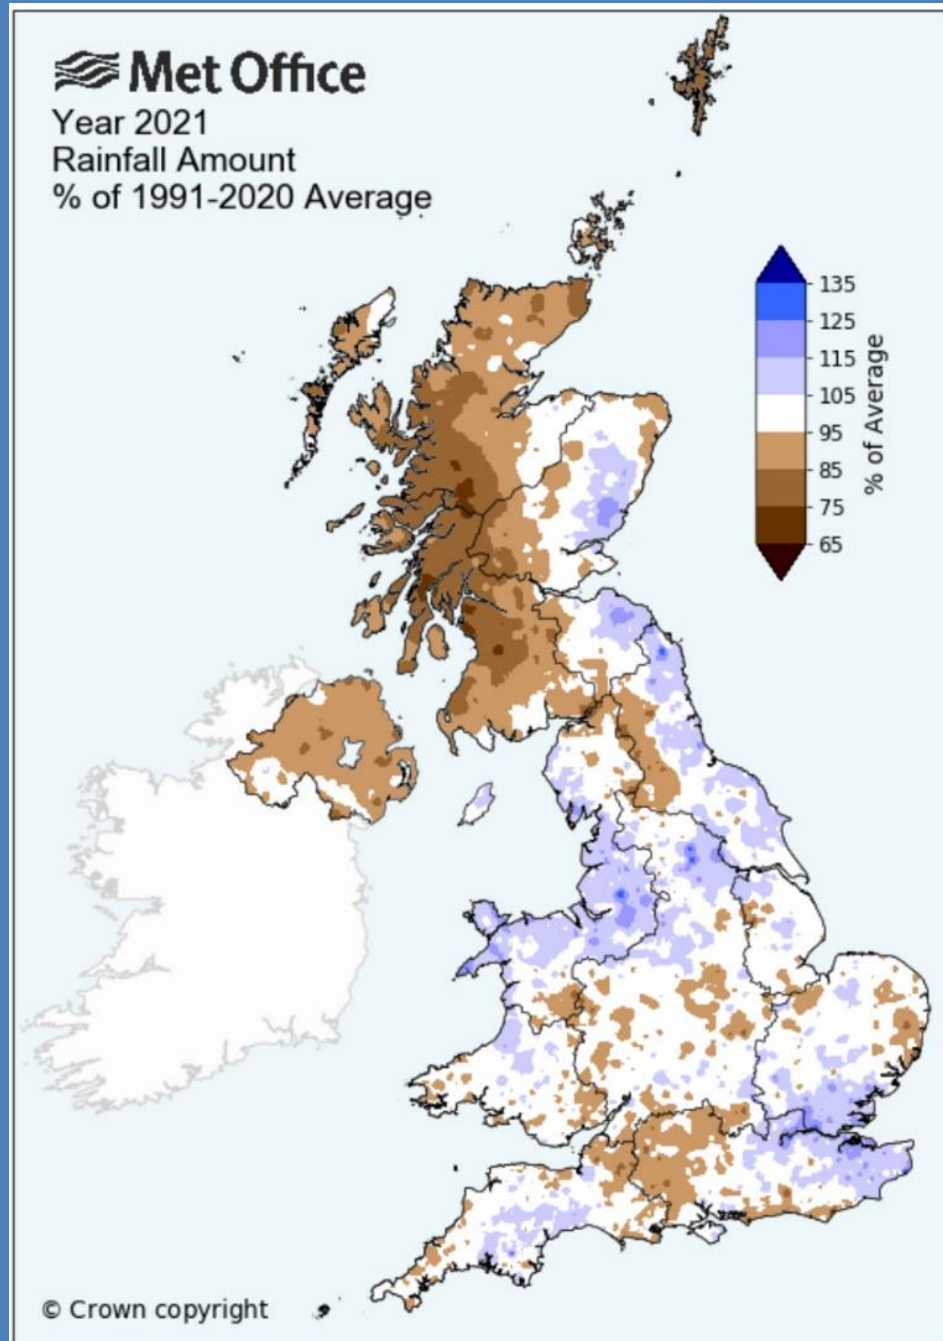 Met Office
Year 2021
Rainfall Amount
% of 1991-2020 Average
135
125
115
105
95
85
75
65
% of Average
© Crown copyright